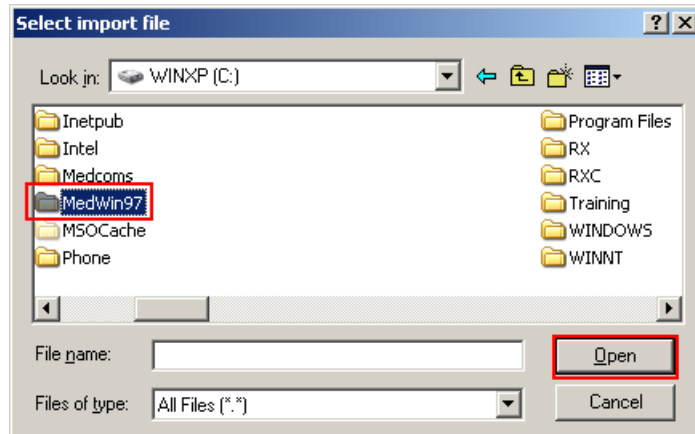 Select import file
Look in: WINXP (C:)
Inetpub
Intel
Medcoms
MedWin97
MSOCache
Phone
Program Files
RX
RXC
Training
WINDOWS
WINNT
File name:
Open
Files of type: All Files (*.*)
Cancel